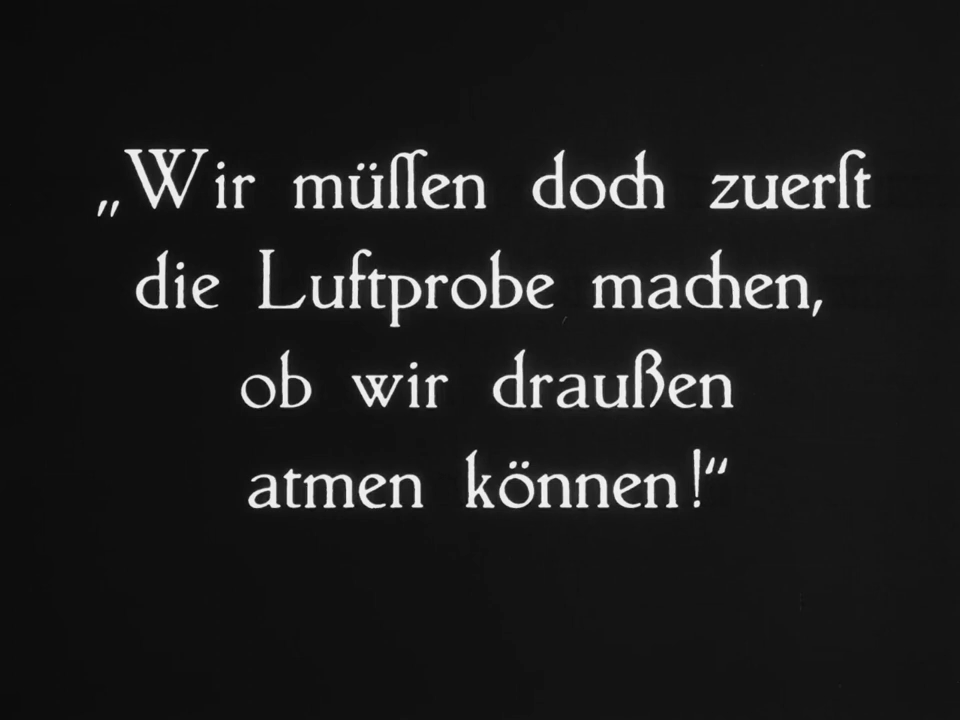 „Wir müſſen doch zuerſt
die Luftprobe machen,
ob wir draußen
atmen können!“